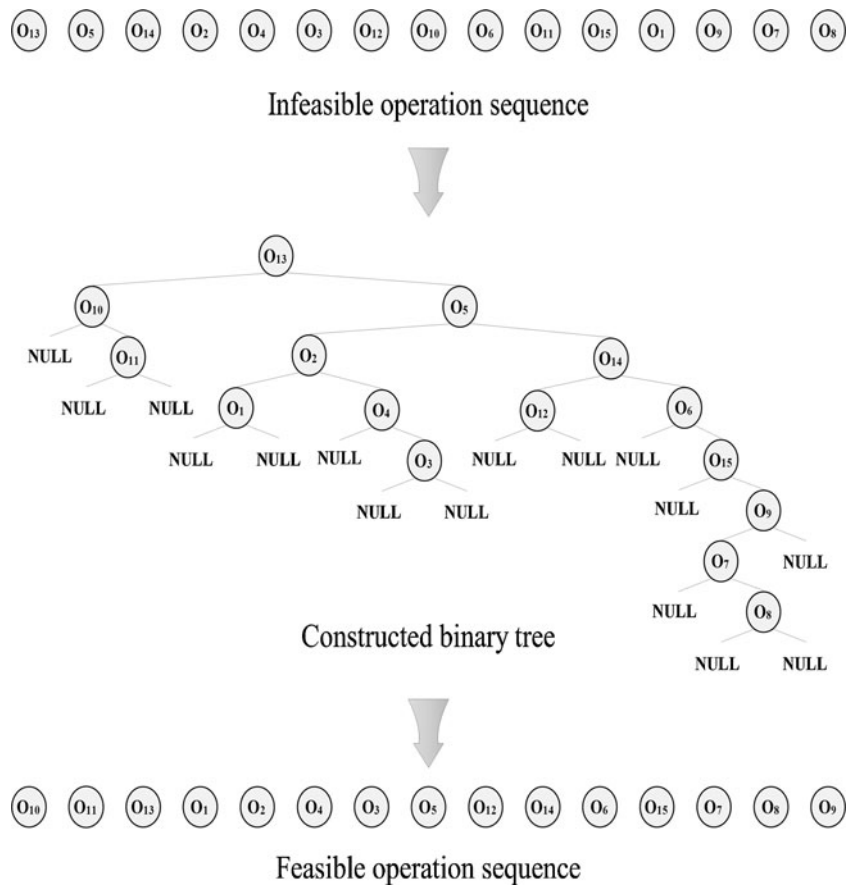 O₁₃ O₅ O₁₄ O₂ O₄ O₃ O₁₂ O₁₀ O₆ O₁₁ O₁₅ O₁ O₉ O₇ O₈
Infeasible operation sequence
O₁₃
O₁₀ O₅
NULL O₁₁ O₂ O₁₄
NULL NULL O₁ O₄ O₁₂ O₆
NULL NULL NULL O₃ NULL NULL NULL O₁₅
NULL NULL NULL O₉
O₇ NULL
NULL O₈
Constructed binary tree
NULL NULL
O₁₀ O₁₁ O₁₃ O₁ O₂ O₄ O₃ O₅ O₁₂ O₁₄ O₆ O₁₅ O₇ O₈ O₉
Feasible operation sequence